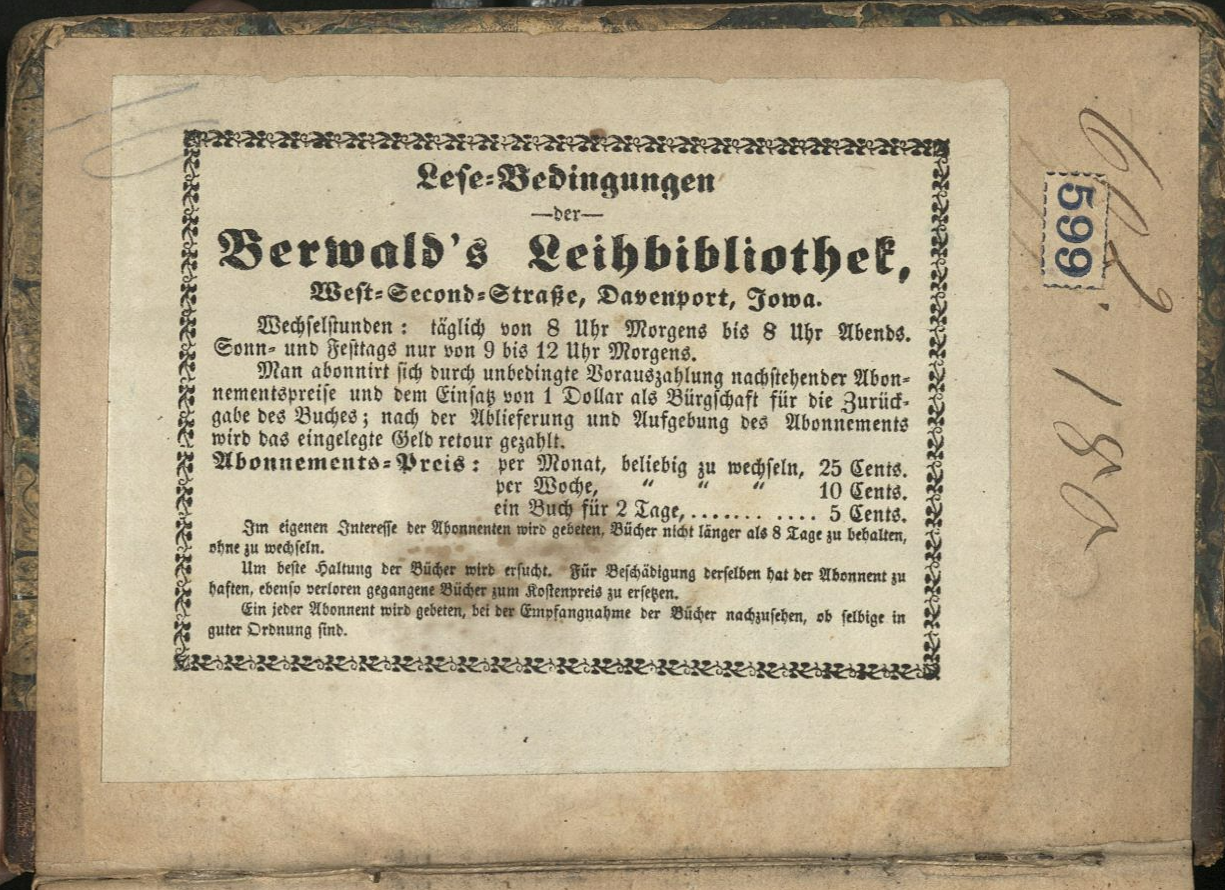 Lese-Bedingungen
—der—
Berwald's Leihbibliothek,
West-Second-Straße, Davenport, Iowa.
Wechselstunden: täglich von 8 Uhr Morgens bis 8 Uhr Abends.
Sonn- und Festtags nur von 9 bis 12 Uhr Morgens.
Man abonnirt sich durch unbedingte Vorauszahlung nachstehender Abon-
nementspreise und dem Einsatz von 1 Dollar als Bürgschaft für die Zurück-
gabe des Buches; nach der Ablieferung und Aufgebung des Abonnements
wird das eingelegte Geld retour gezahlt.
Abonnements-Preis: per Monat, beliebig zu wechseln, 25 Cents.
per Woche, " " " 10 Cents.
ein Buch für 2 Tage,....... .... 5 Cents.
Im eigenen Interesse der Abonnenten wird gebeten, Bücher nicht länger als 8 Tage zu behalten,
ohne zu wechseln.
Um beste Haltung der Bücher wird ersucht. Für Beschädigung derselben hat der Abonnent zu
haften, ebenso verloren gegangene Bücher zum Kostenpreis zu ersetzen.
Ein jeder Abonnent wird gebeten, bei der Empfangnahme der Bücher nachzusehen, ob selbige in
guter Ordnung sind.
599